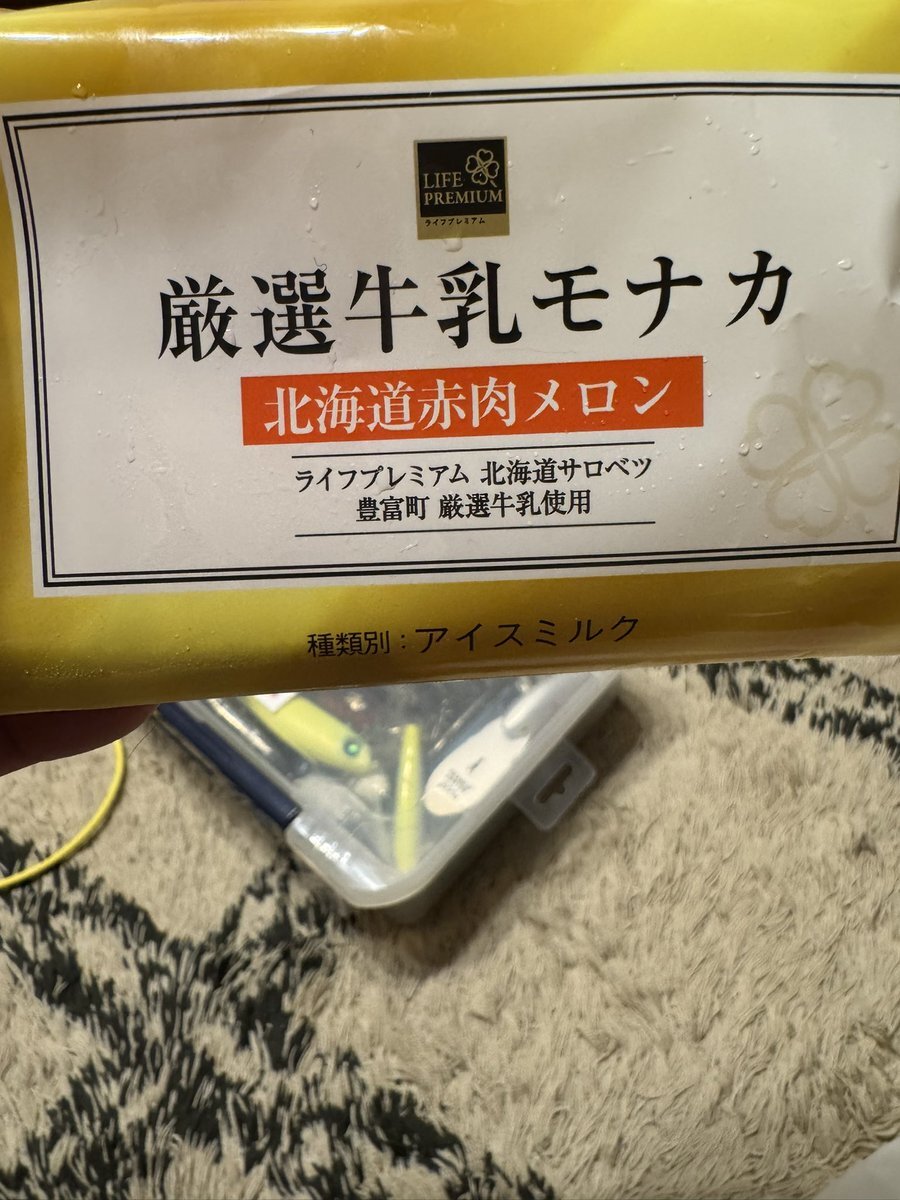 LIFE
PREMIUM
ライフプレミアム
厳選牛乳モナカ
北海道赤肉メロン
ライフプレミアム 北海道サロベツ
豊富町 厳選牛乳使用
種類別：アイスミルク